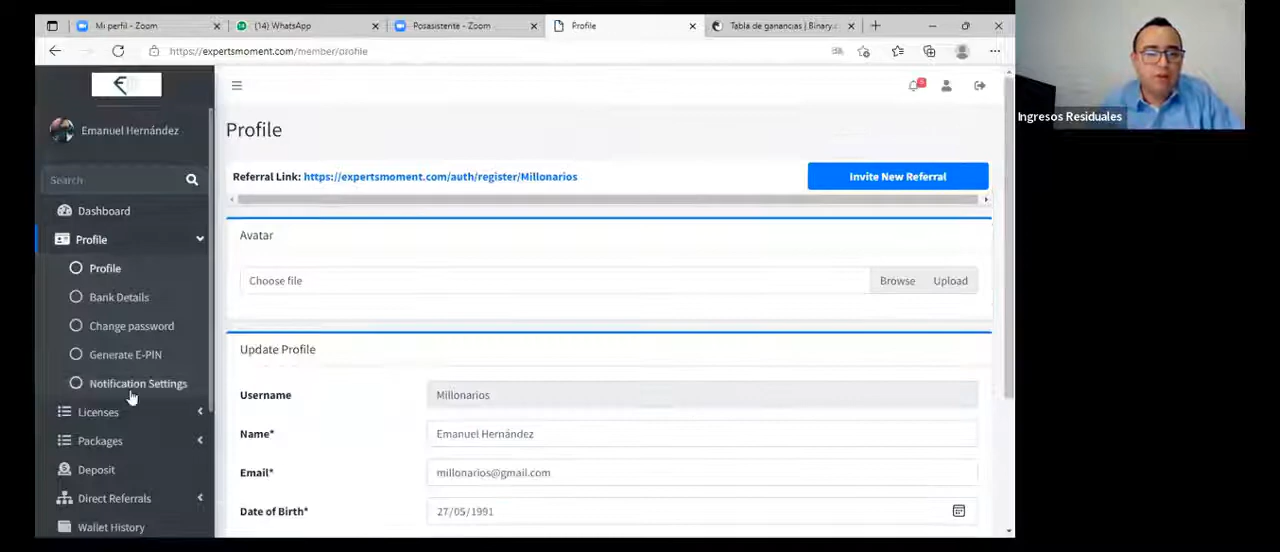 Mi perfil - Zoom
(14) WhatsApp
Posasistente - Zoom
Profile
Tabla de ganancias | Binary.c
https://expertsmoment.com/member/profile
Emanuel Hernández
Search
Dashboard
Profile
Profile
Bank Details
Change password
Generate E-PIN
Notification Settings
Licenses
Packages
Deposit
Direct Referrals
Wallet History
Profile
Referral Link: https://expertsmoment.com/auth/register/Millonarios
Invite New Referral
Avatar
Choose file
Browse
Upload
Update Profile
Username
Millonarios
Name*
Emanuel Hernández
Email*
millonarios@gmail.com
Date of Birth*
27/05/1991
Ingresos Residuales